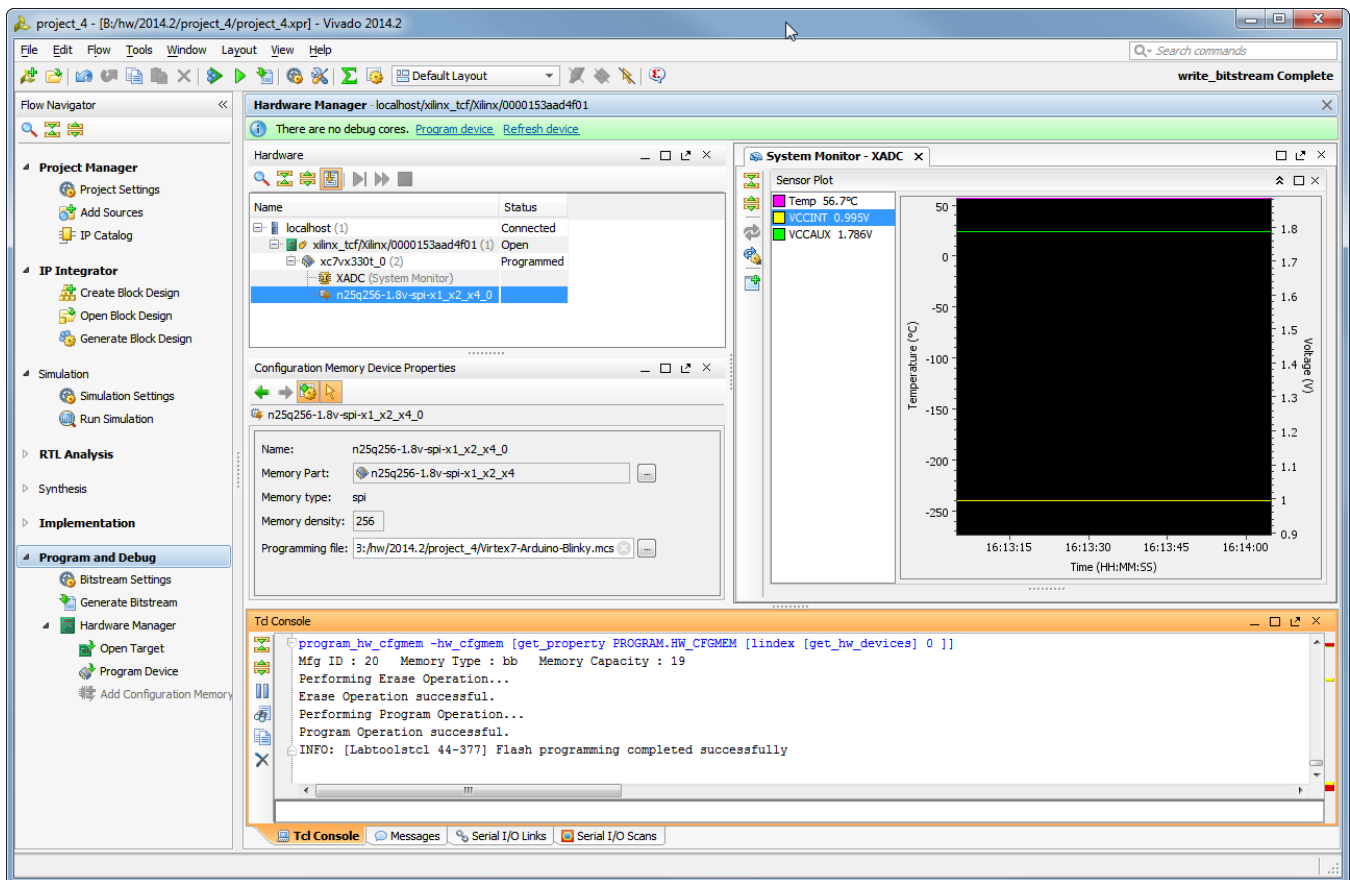 project_4 - [B:/hw/2014.2/project_4/project_4.xpr] - Vivado 2014.2
File Edit Flow Tools Window Layout View Help
Search commands
Default Layout
write_bitstream Complete
Flow Navigator
Project Manager
Project Settings
Add Sources
IP Catalog
IP Integrator
Create Block Design
Open Block Design
Generate Block Design
Simulation
Simulation Settings
Run Simulation
RTL Analysis
Synthesis
Implementation
Program and Debug
Bitstream Settings
Generate Bitstream
Hardware Manager
Open Target
Program Device
Add Configuration Memory
Hardware Manager - localhost/xilinx_tcf/Xilinx/0000153aad4f01
There are no debug cores. Program device Refresh device
Hardware
Name Status
localhost (1) Connected
xilinx_tcf/Xilinx/0000153aad4f01 (1) Open
xc7vx330t_0 (2) Programmed
XADC (System Monitor)
n25q256-1.8v-spi-x1_x2_x4_0
Configuration Memory Device Properties
n25q256-1.8v-spi-x1_x2_x4_0
Name: n25q256-1.8v-spi-x1_x2_x4_0
Memory Part: n25q256-1.8v-spi-x1_x2_x4 ...
Memory type: spi
Memory density: 256
Programming file: 3:/hw/2014.2/project_4/Virtex7-Arduino-Blinky.mcs ...
System Monitor - XADC
Sensor Plot
Temp 56.7°C
VCCINT 0.995V
VCCAUX 1.786V
Temperature (°C)
50
0
-50
-100
-150
-200
-250
1.8
1.7
1.6
1.5
1.4
1.3
1.2
1.1
1
0.9
Voltage (V)
16:13:15 16:13:30 16:13:45 16:14:00
Time (HH:MM:SS)
Tcl Console
program_hw_cfgmem -hw_cfgmem [get_property PROGRAM.HW_CFGMEM [lindex [get_hw_devices] 0 ]]
Mfg ID : 20 Memory Type : bb Memory Capacity : 19
Performing Erase Operation...
Erase Operation successful.
Performing Program Operation...
Program Operation successful.
INFO: [Labtoolstcl 44-377] Flash programming completed successfully
Tcl Console Messages Serial I/O Links Serial I/O Scans